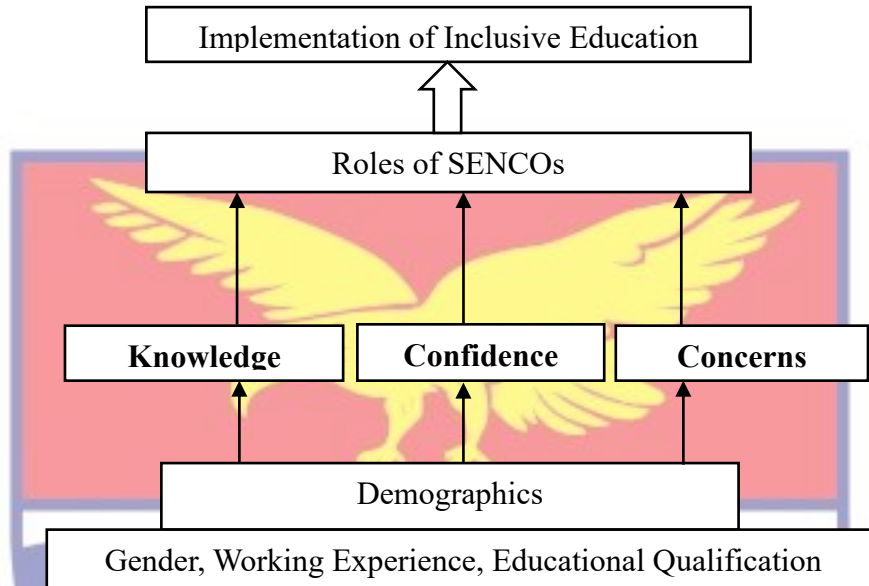 Implementation of Inclusive Education
Roles of SENCOs
Knowledge
Confidence
Concerns
Demographics
Gender, Working Experience, Educational Qualification